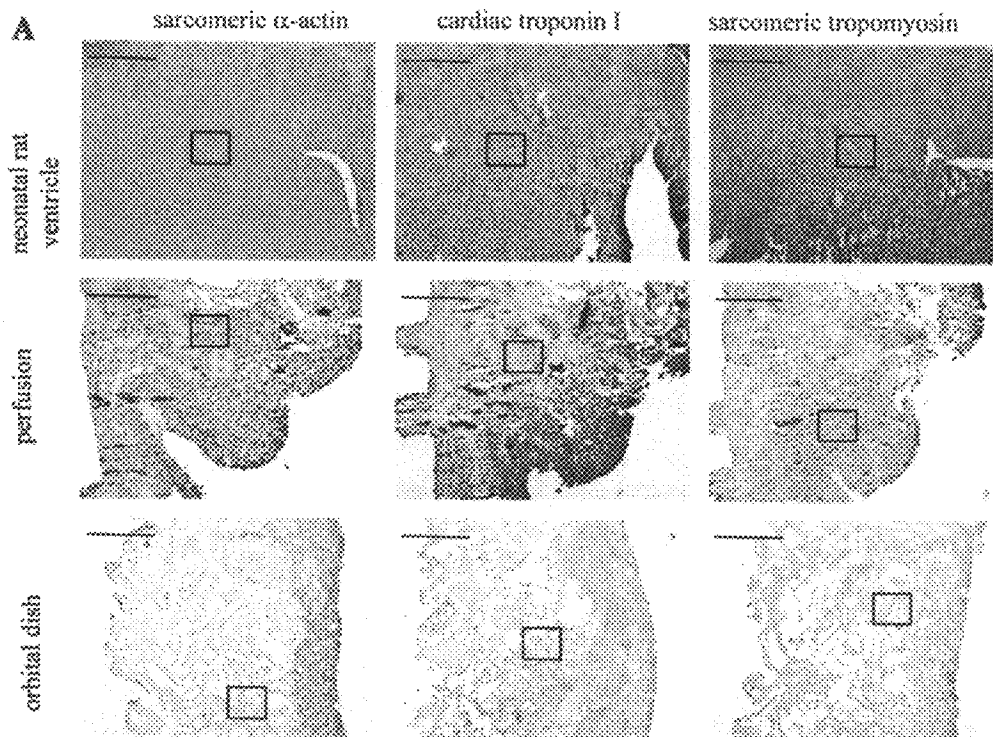 A
sarcomeric α-actin
cardiac troponin I
sarcomeric tropomyosin
neonatal rat
ventricle
perfusion
orbital dish